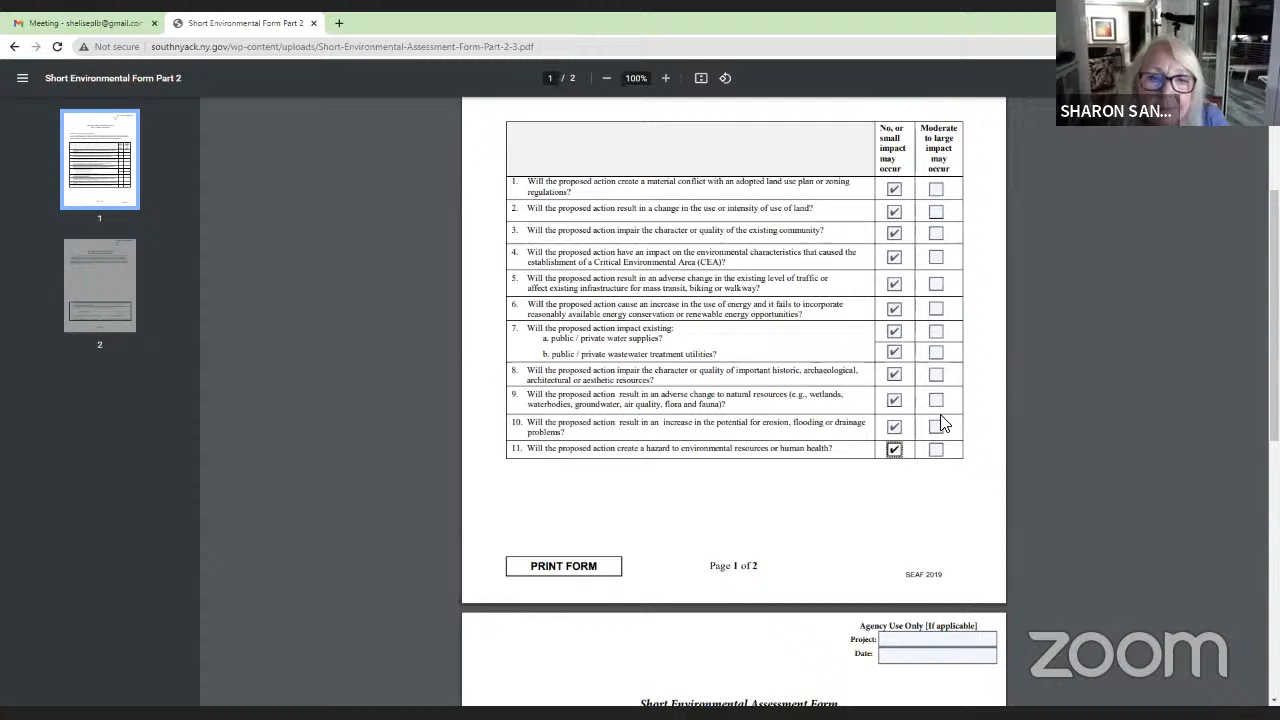 Meeting - sheliseplb@gmail.co
Short Environmental Form Part 2
Not secure
southnyack.ny.gov/wp-content/uploads/Short-Environmental-Assessment-Form-Part-2-3.pdf
Short Environmental Form Part 2
1 / 2
100%
SHARON SAN...
1
2
No, or small impact may occur
Moderate to large impact may occur
1. Will the proposed action create a material conflict with an adopted land use plan or zoning
regulations?
2. Will the proposed action result in a change in the use or intensity of use of land?
3. Will the proposed action impair the character or quality of the existing community?
4. Will the proposed action have an impact on the environmental characteristics that caused the
establishment of a Critical Environmental Area (CEA)?
5. Will the proposed action result in an adverse change in the existing level of traffic or
affect existing infrastructure for mass transit, biking or walkway?
6. Will the proposed action cause an increase in the use of energy and it fails to incorporate
reasonably available energy conservation or renewable energy opportunities?
7. Will the proposed action impact existing:
a. public / private water supplies?
b. public / private wastewater treatment utilities?
8. Will the proposed action impair the character or quality of important historic, archaeological,
architectural or aesthetic resources?
9. Will the proposed action result in an adverse change to natural resources (e.g., wetlands,
waterbodies, groundwater, air quality, flora and fauna)?
10. Will the proposed action result in an increase in the potential for erosion, flooding or drainage
problems?
11. Will the proposed action create a hazard to environmental resources or human health?
PRINT FORM
Page 1 of 2
SEAF 2019
Agency Use Only [If applicable]
Project:
Date:
Short Environmental Assessment Form
zoom